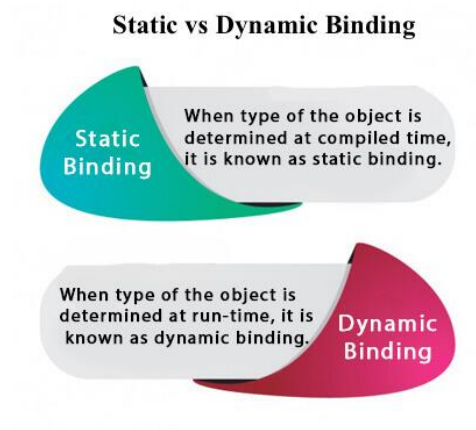 Static vs Dynamic Binding
Static
Binding
When type of the object is
determined at compiled time,
it is known as static binding.
When type of the object is
determined at run-time, it is
known as dynamic binding.
Dynamic
Binding